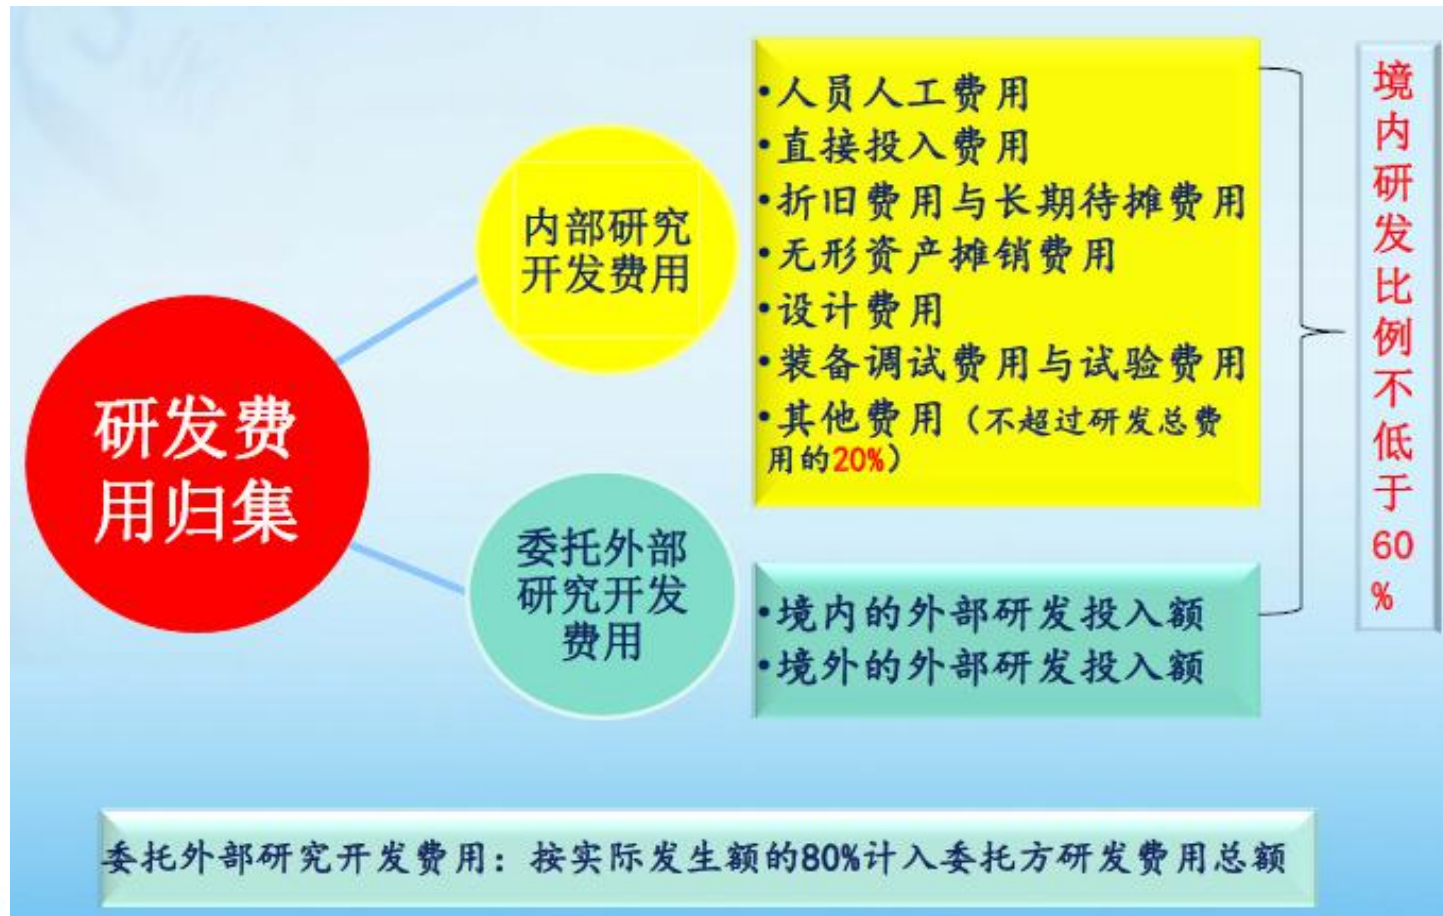 研发费
用归集
内部研究
开发费用
•人员人工费用
•直接投入费用
•折旧费用与长期待摊费用
•无形资产摊销费用
•设计费用
•装备调试费用与试验费用
•其他费用（不超过研发总费
用的20%）
委托外部
研究开发
费用
•境内的外部研发投入额
•境外的外部研发投入额
境
内
研
发
比
例
不
低
于
60
%
委托外部研究开发费用：按实际发生额的80%计入委托方研发费用总额